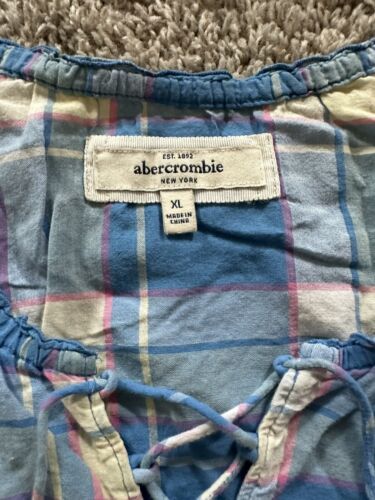 EST. 1892
abercrombie
NEW YORK
XL
MADE IN
CHINA